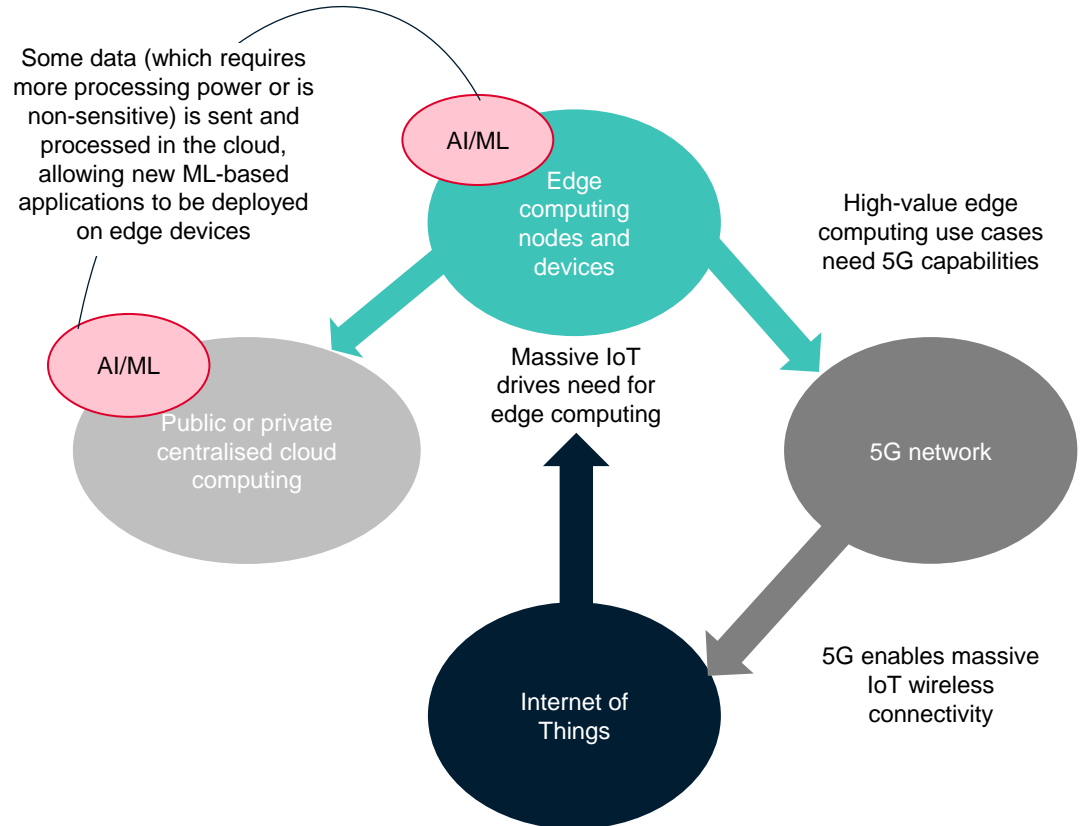 Some data (which requires
more processing power or is
non-sensitive) is sent and
processed in the cloud,
allowing new ML-based
applications to be deployed
on edge devices
AI/ML
Edge
computing
nodes and
devices
High-value edge
computing use cases
need 5G capabilities
AI/ML
Public or private
centralised cloud
computing
Massive IoT
drives need for
edge computing
5G network
Internet of
Things
5G enables massive
IoT wireless
connectivity